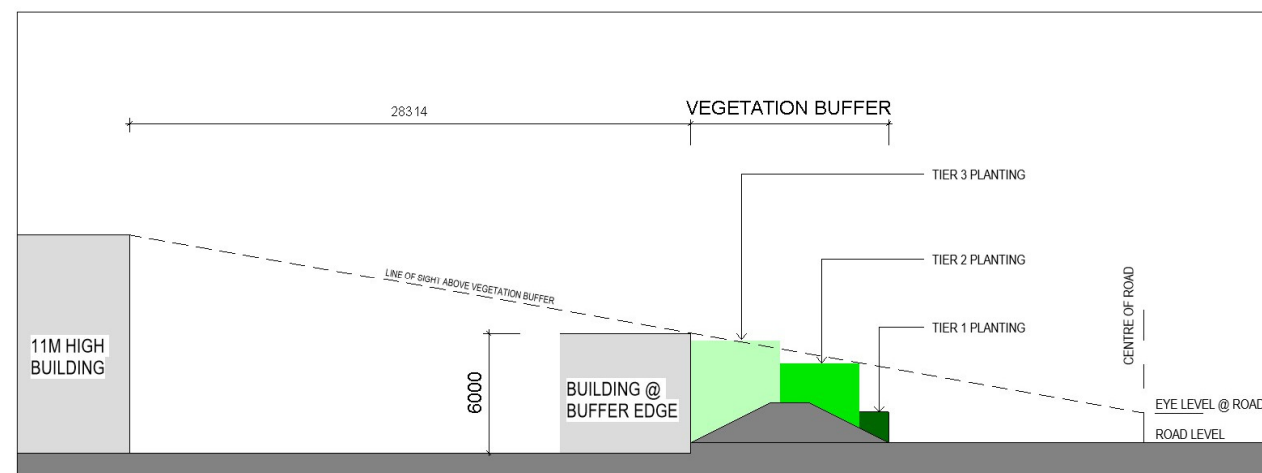 28314
VEGETATION BUFFER
TIER 3 PLANTING
TIER 2 PLANTING
CENTRE OF ROAD
LINE OF SIGHT ABOVE VEGETATION BUFFER
TIER 1 PLANTING
11M HIGH
BUILDING
6000
BUILDING @
BUFFER EDGE
EYE LEVEL @ ROAD
ROAD LEVEL